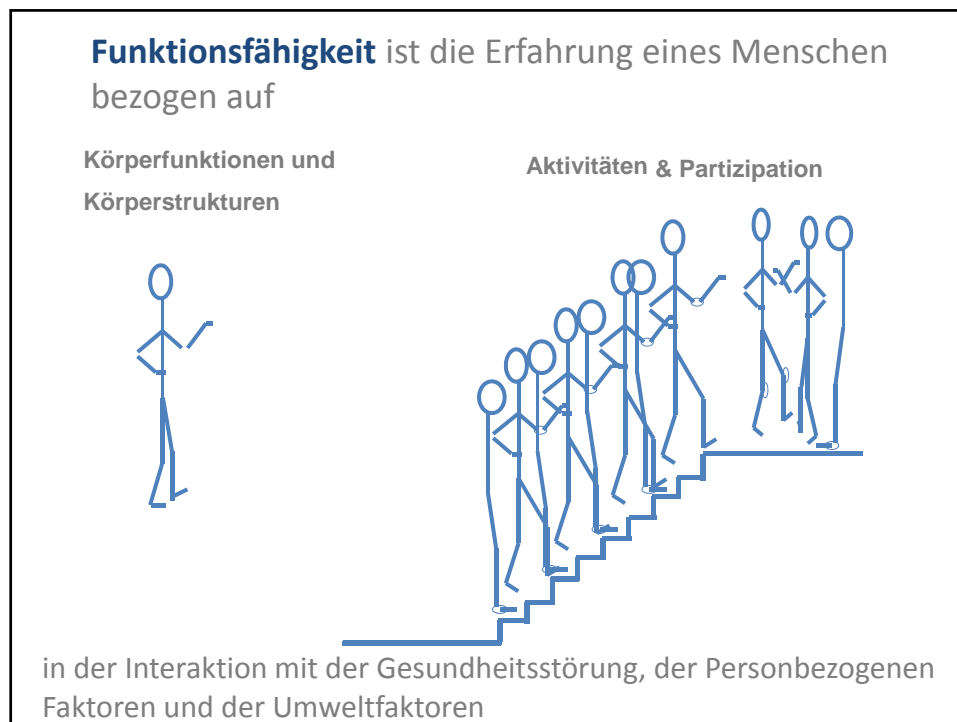 Funktionsfähigkeit ist die Erfahrung eines Menschen
bezogen auf
Körperfunktionen und
Körperstrukturen
Aktivitäten & Partizipation
in der Interaktion mit der Gesundheitsstörung, der Personbezogenen
Faktoren und der Umweltfaktoren